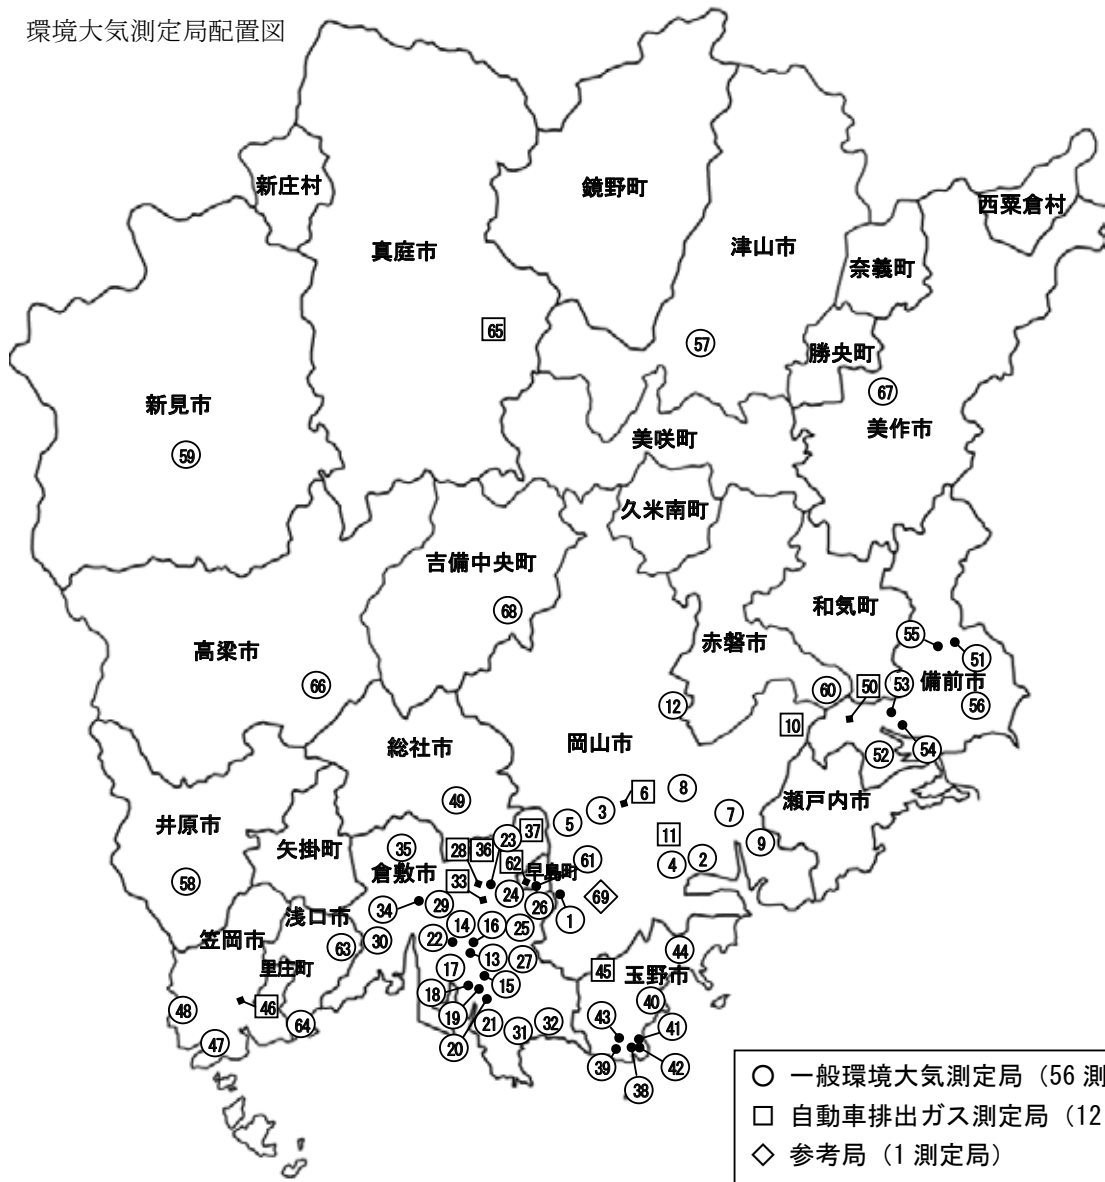 環境大気測定局配置図
新庄村
鏡野町
西粟倉村
真庭市
津山市
奈義町
65
57
勝央町
67
新見市
美作市
美咲町
59
久米南町
吉備中央町
68
和気町
赤磐市
55
51
高梁市
66
60
50
53
備前市
56
12
10
岡山市
総社市
54
52
瀬戸内市
49
6
8
3
7
5
井原市
矢掛町
35
28
36
23
37
11
9
倉敷市
62
早島町
61
4
2
58
33
24
69
34
29
26
1
浅口市
14
16
25
笠岡市
63
30
22
44
13
27
里庄町
17
45
玉野市
15
18
40
48
46
19
43
41
64
21
31
32
47
20
39
42
38
○ 一般環境大気測定局（56 測
□ 自動車排出ガス測定局（12
◇ 参考局（1 測定局）